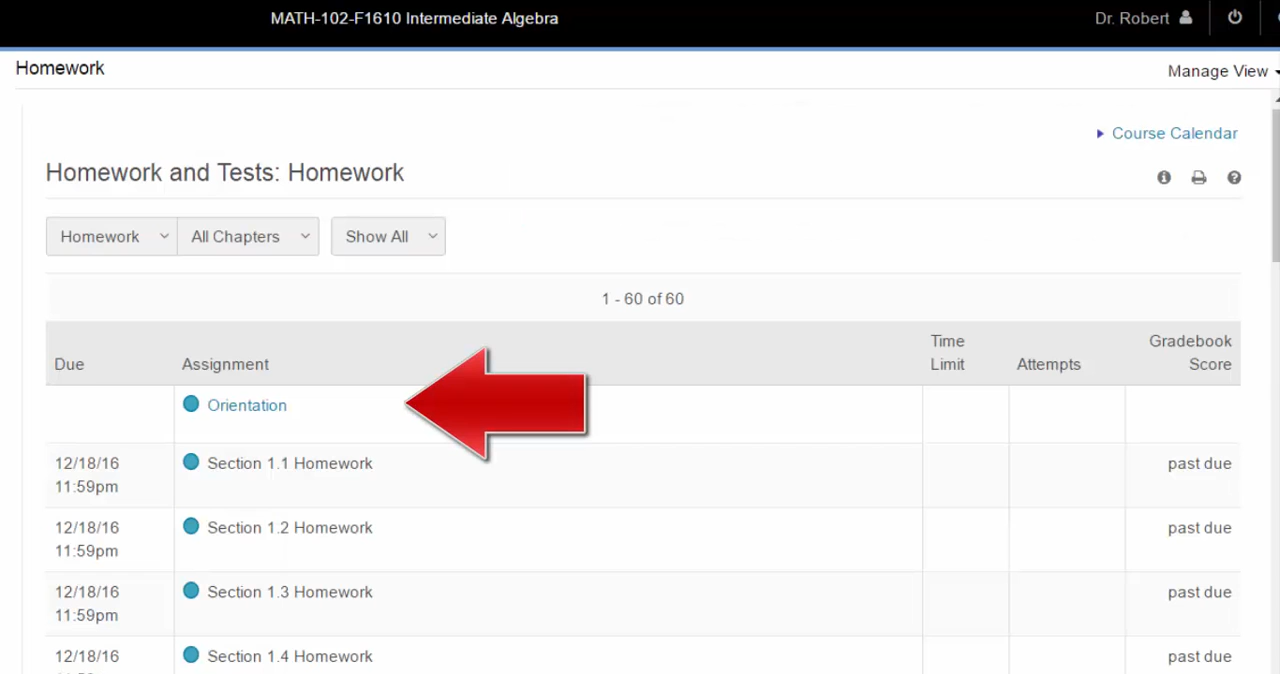 MATH-102-F1610 Intermediate Algebra
Dr. Robert
Homework
Manage View
Course Calendar
Homework and Tests: Homework
Homework
All Chapters
Show All
1 - 60 of 60
Due
Assignment
Time
Limit
Attempts
Gradebook
Score
Orientation
12/18/16
11:59pm
Section 1.1 Homework
past due
12/18/16
11:59pm
Section 1.2 Homework
past due
12/18/16
11:59pm
Section 1.3 Homework
past due
12/18/16
Section 1.4 Homework
past due